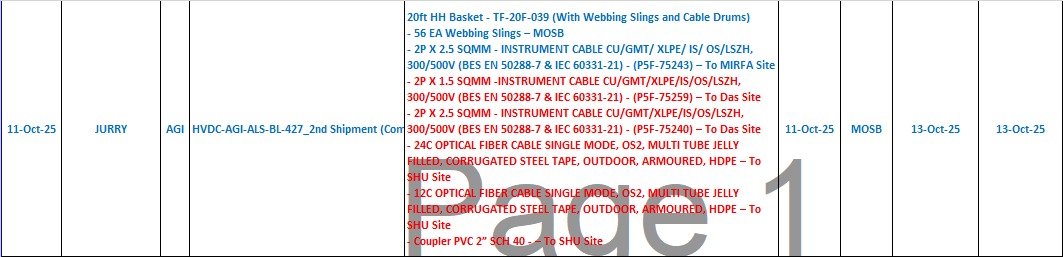 20ft HH Basket - TF-20F-039 (With Webbing Slings and Cable Drums)
- 56 EA Webbing Slings – MOSB
- 2P X 2.5 SQMM - INSTRUMENT CABLE CU/GMT/ XLPE/ IS/ OS/LSZH,
300/500V (BES EN 50288-7 & IEC 60331-21) - (P5F-75243) – To MIRFA Site
- 2P X 1.5 SQMM -INSTRUMENT CABLE CU/GMT/XLPE/IS/OS/LSZH,
300/500V (BES EN 50288-7 & IEC 60331-21) - (P5F-75259) – To Das Site
- 2P X 2.5 SQMM - INSTRUMENT CABLE CU/GMT/XLPE/IS/OS/LSZH,
11-Oct-25 JURRY AGI HVDC-AGI-ALS-BL-427_2nd Shipment (Com 300/500V (BES EN 50288-7 & IEC 60331-21) - (P5F-75240) – To Das Site 11-Oct-25 MOSB 13-Oct-25 13-Oct-25
- 24C OPTICAL FIBER CABLE SINGLE MODE, OS2, MULTI TUBE JELLY
FILLED, CORRUGATED STEEL TAPE, OUTDOOR, ARMOURED, HDPE – To
SHU Site
- 12C OPTICAL FIBER CABLE SINGLE MODE, OS2, MULTI TUBE JELLY
FILLED, CORRUGATED STEEL TAPE, OUTDOOR, ARMOURED, HDPE – To
SHU Site
- Coupler PVC 2” SCH 40 - – To SHU Site
Page 1